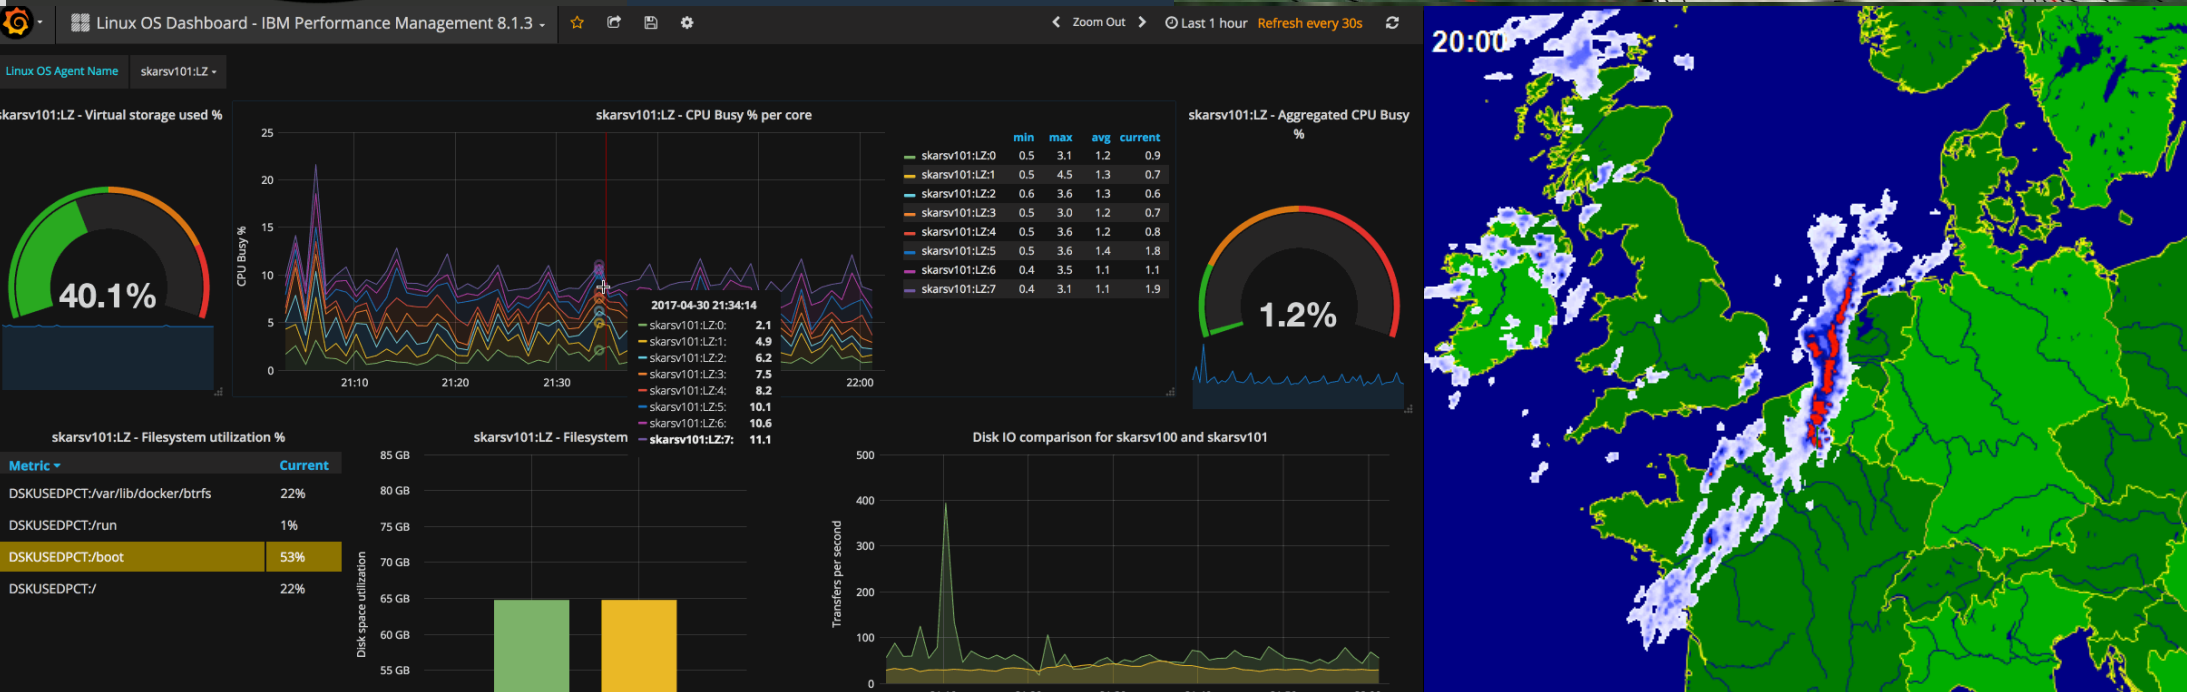 Linux OS Dashboard - IBM Performance Management 8.1.3
Zoom Out
Last 1 hour
Refresh every 30s
Linux OS Agent Name
skarsv101:LZ
skarsv101:LZ - Virtual storage used %
40.1%
skarsv101:LZ - CPU Busy % per core
CPU Busy %
25
20
15
10
5
0
21:10
21:20
21:30
22:00
2017-04-30 21:34:14
skarsv101:LZ:0: 2.1
skarsv101:LZ:1: 4.9
skarsv101:LZ:2: 6.2
skarsv101:LZ:3: 7.5
skarsv101:LZ:4: 8.2
skarsv101:LZ:5: 10.1
skarsv101:LZ:6: 10.6
skarsv101:LZ:7: 11.1
min max avg current
skarsv101:LZ:0 0.5 3.1 1.2 0.9
skarsv101:LZ:1 0.5 4.5 1.3 0.7
skarsv101:LZ:2 0.6 3.6 1.3 0.6
skarsv101:LZ:3 0.5 3.0 1.2 0.7
skarsv101:LZ:4 0.5 3.6 1.2 0.8
skarsv101:LZ:5 0.5 3.6 1.4 1.8
skarsv101:LZ:6 0.4 3.5 1.1 1.1
skarsv101:LZ:7 0.4 3.1 1.1 1.9
skarsv101:LZ - Aggregated CPU Busy
%
1.2%
skarsv101:LZ - Filesystem utilization %
Metric Current
DSKUSEDPCT:/var/lib/docker/btrfs 22%
DSKUSEDPCT:/run 1%
DSKUSEDPCT:/boot 53%
DSKUSEDPCT:/ 22%
skarsv101:LZ - Filesystem
Disk space utilization
85 GB
80 GB
75 GB
70 GB
65 GB
60 GB
55 GB
Disk IO comparison for skarsv100 and skarsv101
Transfers per second
500
400
300
200
100
0
20:00